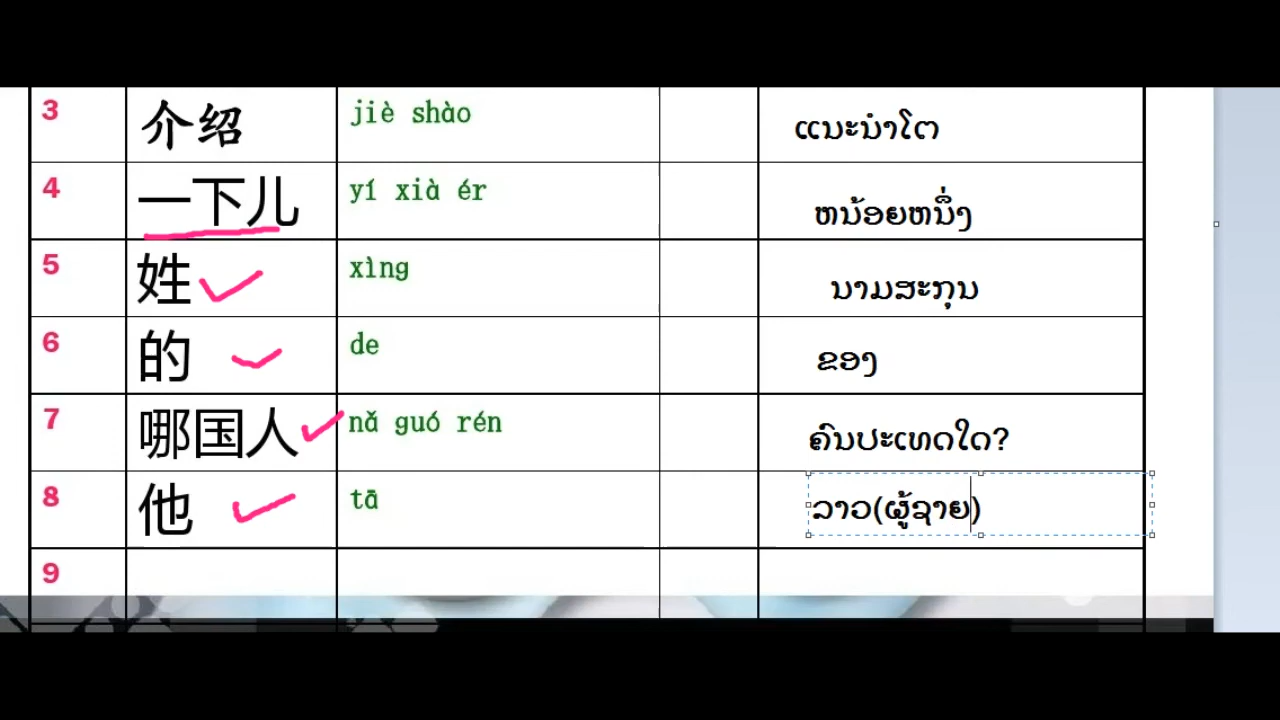 3 介绍 jiè shào ແນະນຳໂຕ
4 一下儿 yí xià ér ຫນ້ອຍຫນຶ່ງ
5 姓 xìng ນາມສະກຸນ
6 的 de ຂອງ
7 哪国人 nǎ guó rén ຄົນປະເທດໃດ?
8 他 tā ລາວ(ຜູ້ຊາຍ)
9